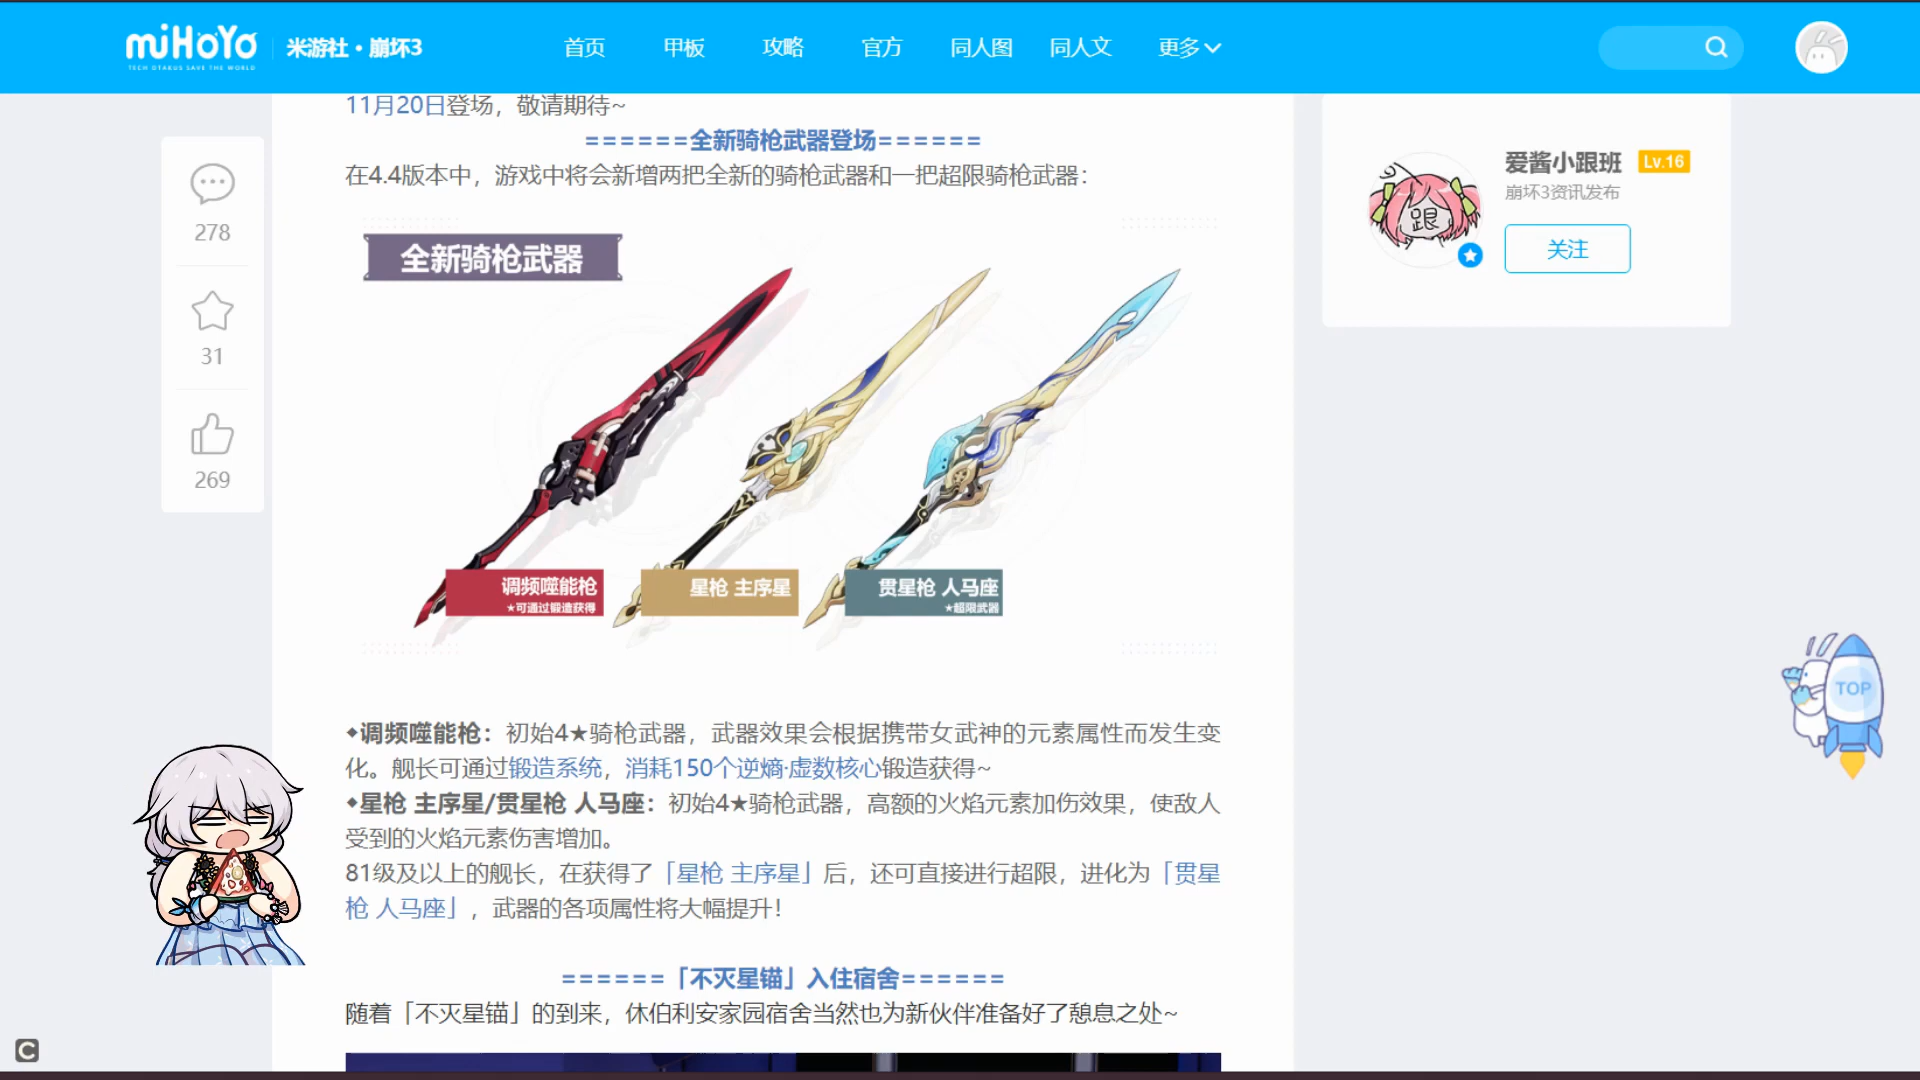 miHoYo
TECH OTAKUS SAVE THE WORLD
米游社·崩坏3
首页
甲板
攻略
官方
同人图
同人文
更多
11月20日登场，敬请期待~
======全新骑枪武器登场======
在4.4版本中，游戏中将会新增两把全新的骑枪武器和一把超限骑枪武器：
278
31
269
爱酱小跟班
Lv.16
崩坏3资讯发布
跟
关注
全新骑枪武器
调频噬能枪
★可通过锻造获得
星枪 主序星
贯星枪 人马座
★超限武器
TOP
◆调频噬能枪：初始4★骑枪武器，武器效果会根据携带女武神的元素属性而发生变
化。舰长可通过锻造系统，消耗150个逆熵·虚数核心锻造获得~
◆星枪 主序星/贯星枪 人马座：初始4★骑枪武器，高额的火焰元素加伤效果，使敌人
受到的火焰元素伤害增加。
81级及以上的舰长，在获得了「星枪 主序星」后，还可直接进行超限，进化为「贯星
枪 人马座」，武器的各项属性将大幅提升！
======「不灭星锚」入住宿舍======
随着「不灭星锚」的到来，休伯利安家园宿舍当然也为新伙伴准备好了憩息之处~
C